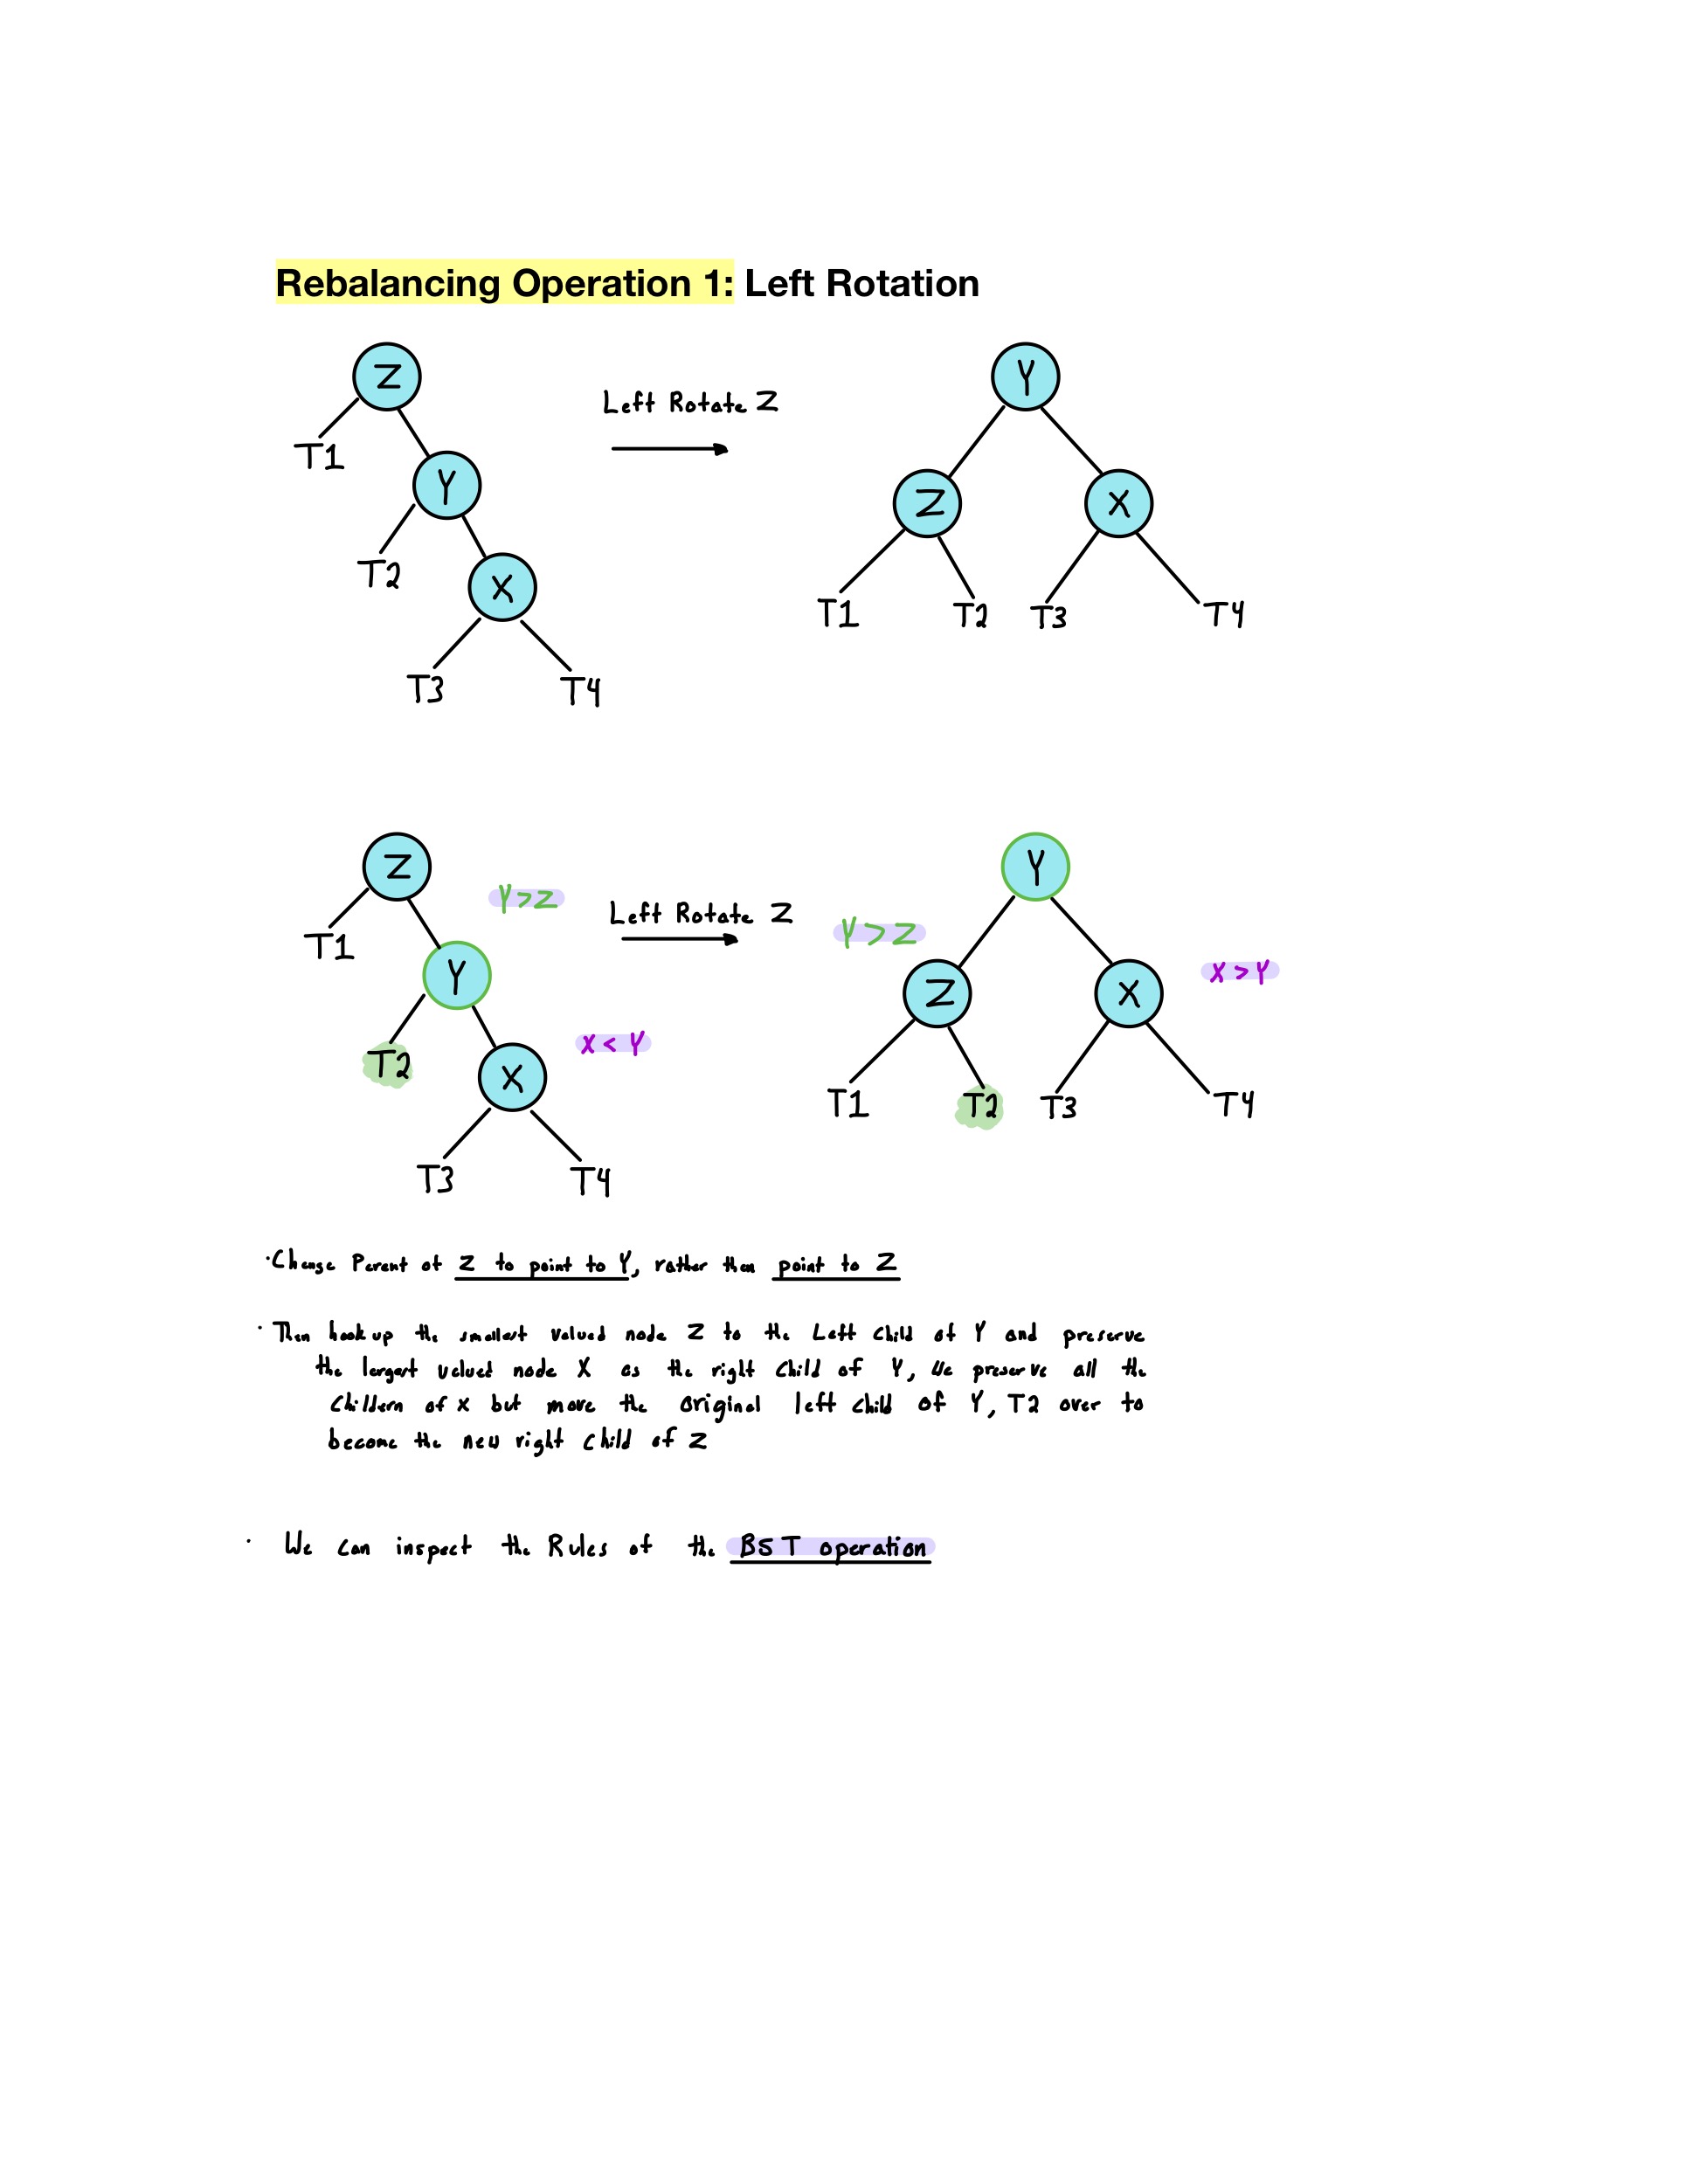 Rebalancing Operation 1: Left Rotation
Z
Left Rotate Z
Y
T1
Y
Z
X
T2
X
T1
T2
T3
T4
T3
T4
Z
Y>Z
Left Rotate Z
Y
Y>Z
T1
Y
Z
X
X>Y
T2
X<Y
X
T1
T2
T3
T4
T3
T4
·Change Parent of Z to point to Y, rather than point to Z
· Then hook up the smallest valued node Z to the Left Child of Y and preserve
the largest valued node X as the right child of Y, We preserve all the
Childern of X but move the original left child of Y, T2 over to
become the new right child of Z
· We can inspect the Rules of the BST operation